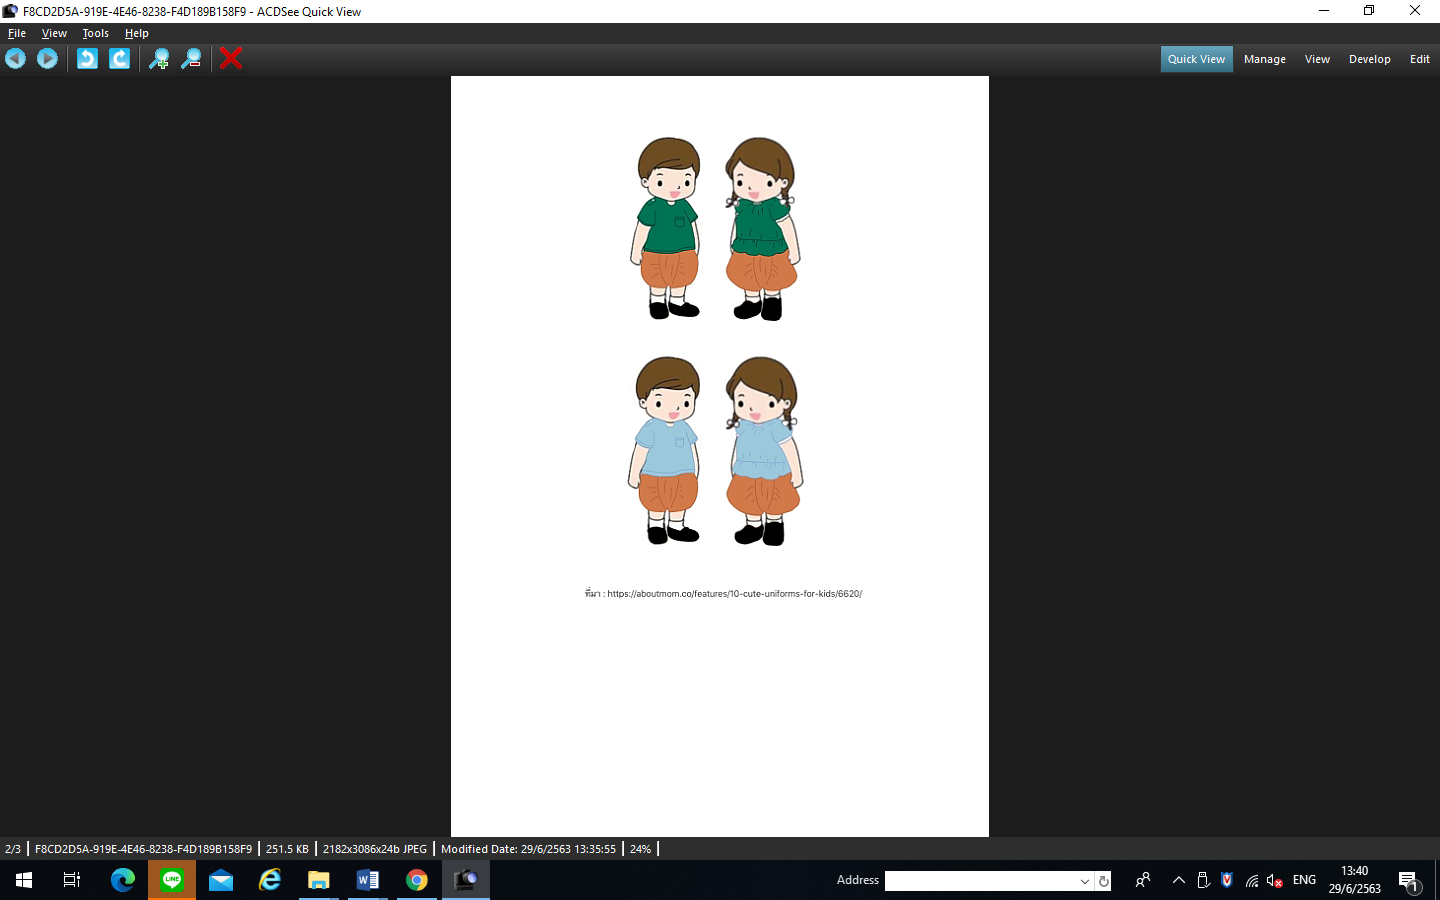 F8CD2D5A-919E-4E46-8238-F4D189B158F9 - ACDSee Quick View
File View Tools Help
Quick View Manage View Develop Edit
ที่มา : https://aboutmom.co/features/10-cute-uniforms-for-kids/6620/
2/3 F8CD2D5A-919E-4E46-8238-F4D189B158F9 251.5 KB 2182x3086x24b JPEG Modified Date: 29/6/2563 13:35:55 24%
LINE
Address
ENG
13:40
29/6/2563
1